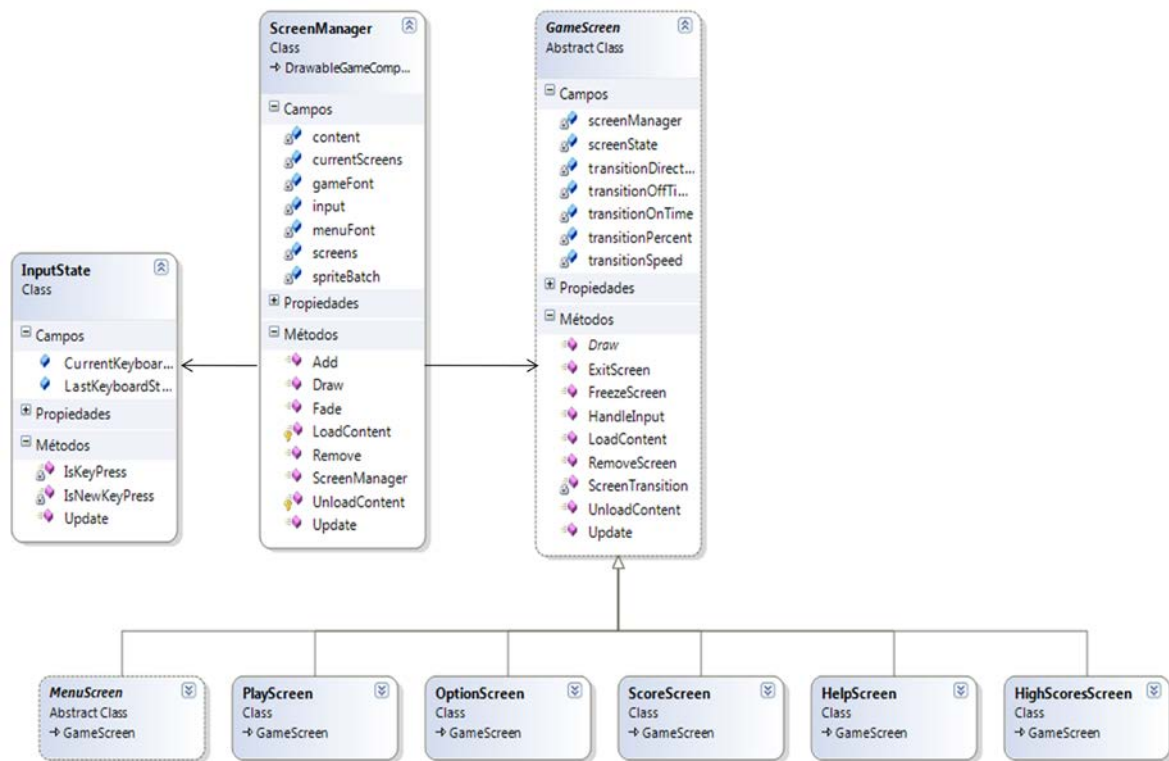 ScreenManager
Class
DrawableGameComp...
Campos
content
currentScreens
gameFont
input
menuFont
screens
spriteBatch
Propiedades
Métodos
Add
Draw
Fade
LoadContent
Remove
ScreenManager
UnloadContent
Update
GameScreen
Abstract Class
Campos
screenManager
screenState
transitionDirect...
transitionOffTi...
transitionOnTime
transitionPercent
transitionSpeed
Propiedades
Métodos
Draw
ExitScreen
FreezeScreen
HandleInput
LoadContent
RemoveScreen
ScreenTransition
UnloadContent
Update
InputState
Class
Campos
CurrentKeyboar...
LastKeyboardSt...
Propiedades
Métodos
IsKeyPress
IsNewKeyPress
Update
MenuScreen
Abstract Class
GameScreen
PlayScreen
Class
GameScreen
OptionScreen
Class
GameScreen
ScoreScreen
Class
GameScreen
HelpScreen
Class
GameScreen
HighScoresScreen
Class
GameScreen